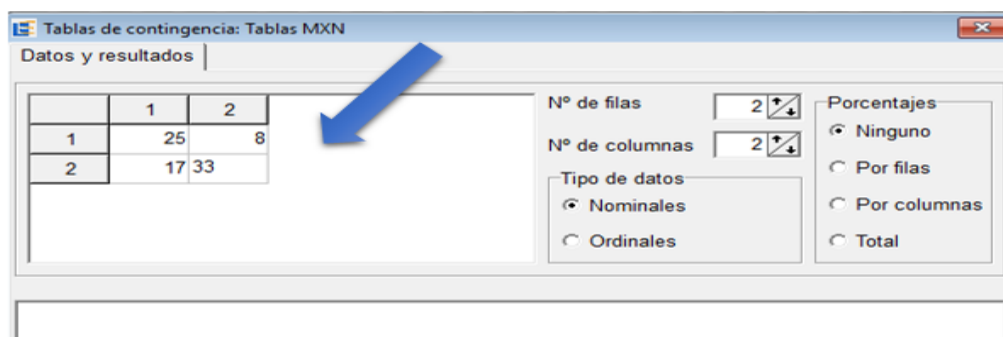 Tablas de contingencia: Tablas MXN
Datos y resultados
1 2
1 25 8
2 17 33
Nº de filas 2
Nº de columnas 2
Tipo de datos
Nominales
Ordinales
Porcentajes
Ninguno
Por filas
Por columnas
Total